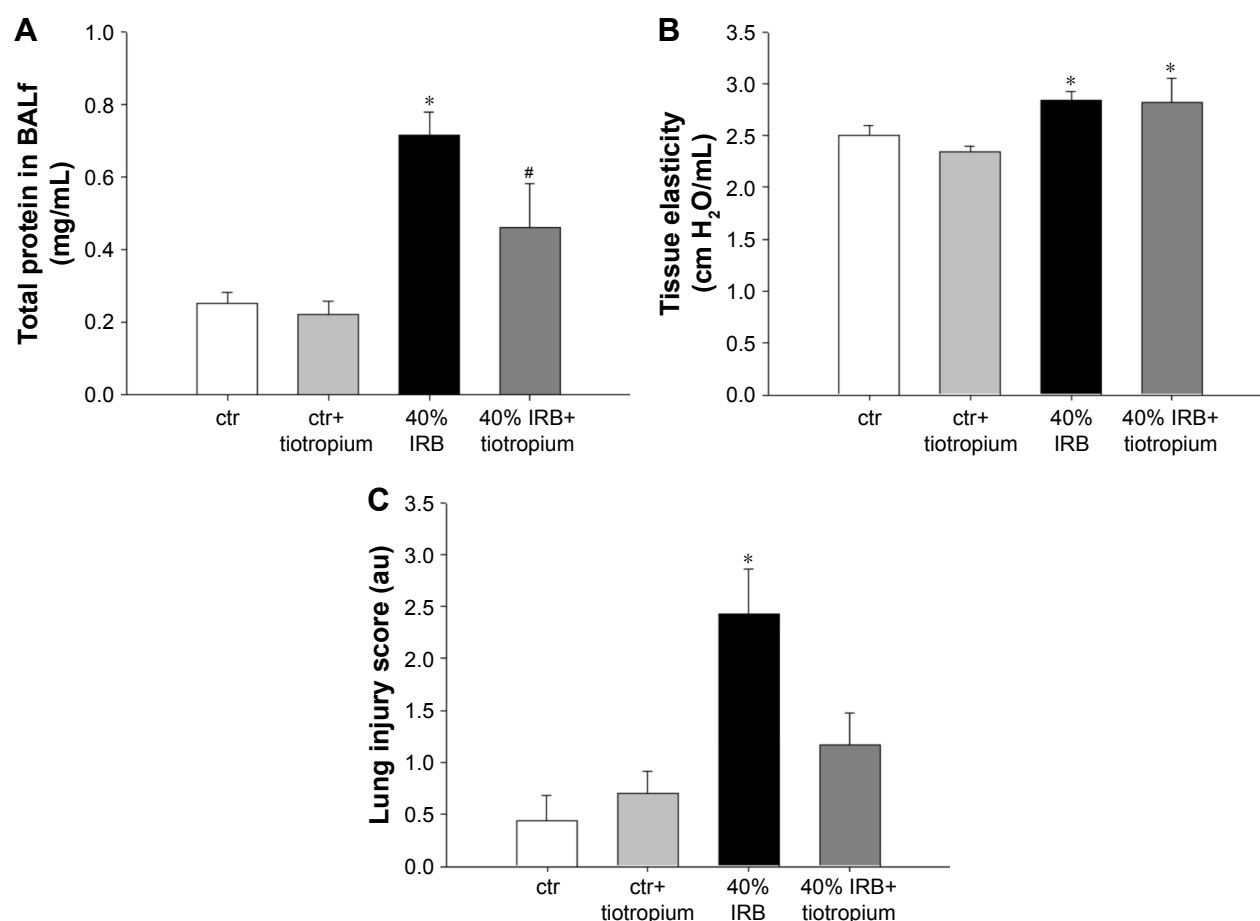 A
Total protein in BALf
(mg/mL)
1.0
0.8
0.6
0.4
0.2
0.0
*
#
ctr
ctr+
tiotropium
40%
IRB
40% IRB+
tiotropium
B
Tissue elasticity
(cm H₂O/mL)
3.5
3.0
2.5
2.0
1.5
1.0
0.5
0.0
*
*
ctr
ctr+
tiotropium
40%
IRB
40% IRB+
tiotropium
C
Lung injury score (au)
3.5
3.0
2.5
2.0
1.5
1.0
0.5
0.0
*
ctr
ctr+
tiotropium
40%
IRB
40% IRB+
tiotropium